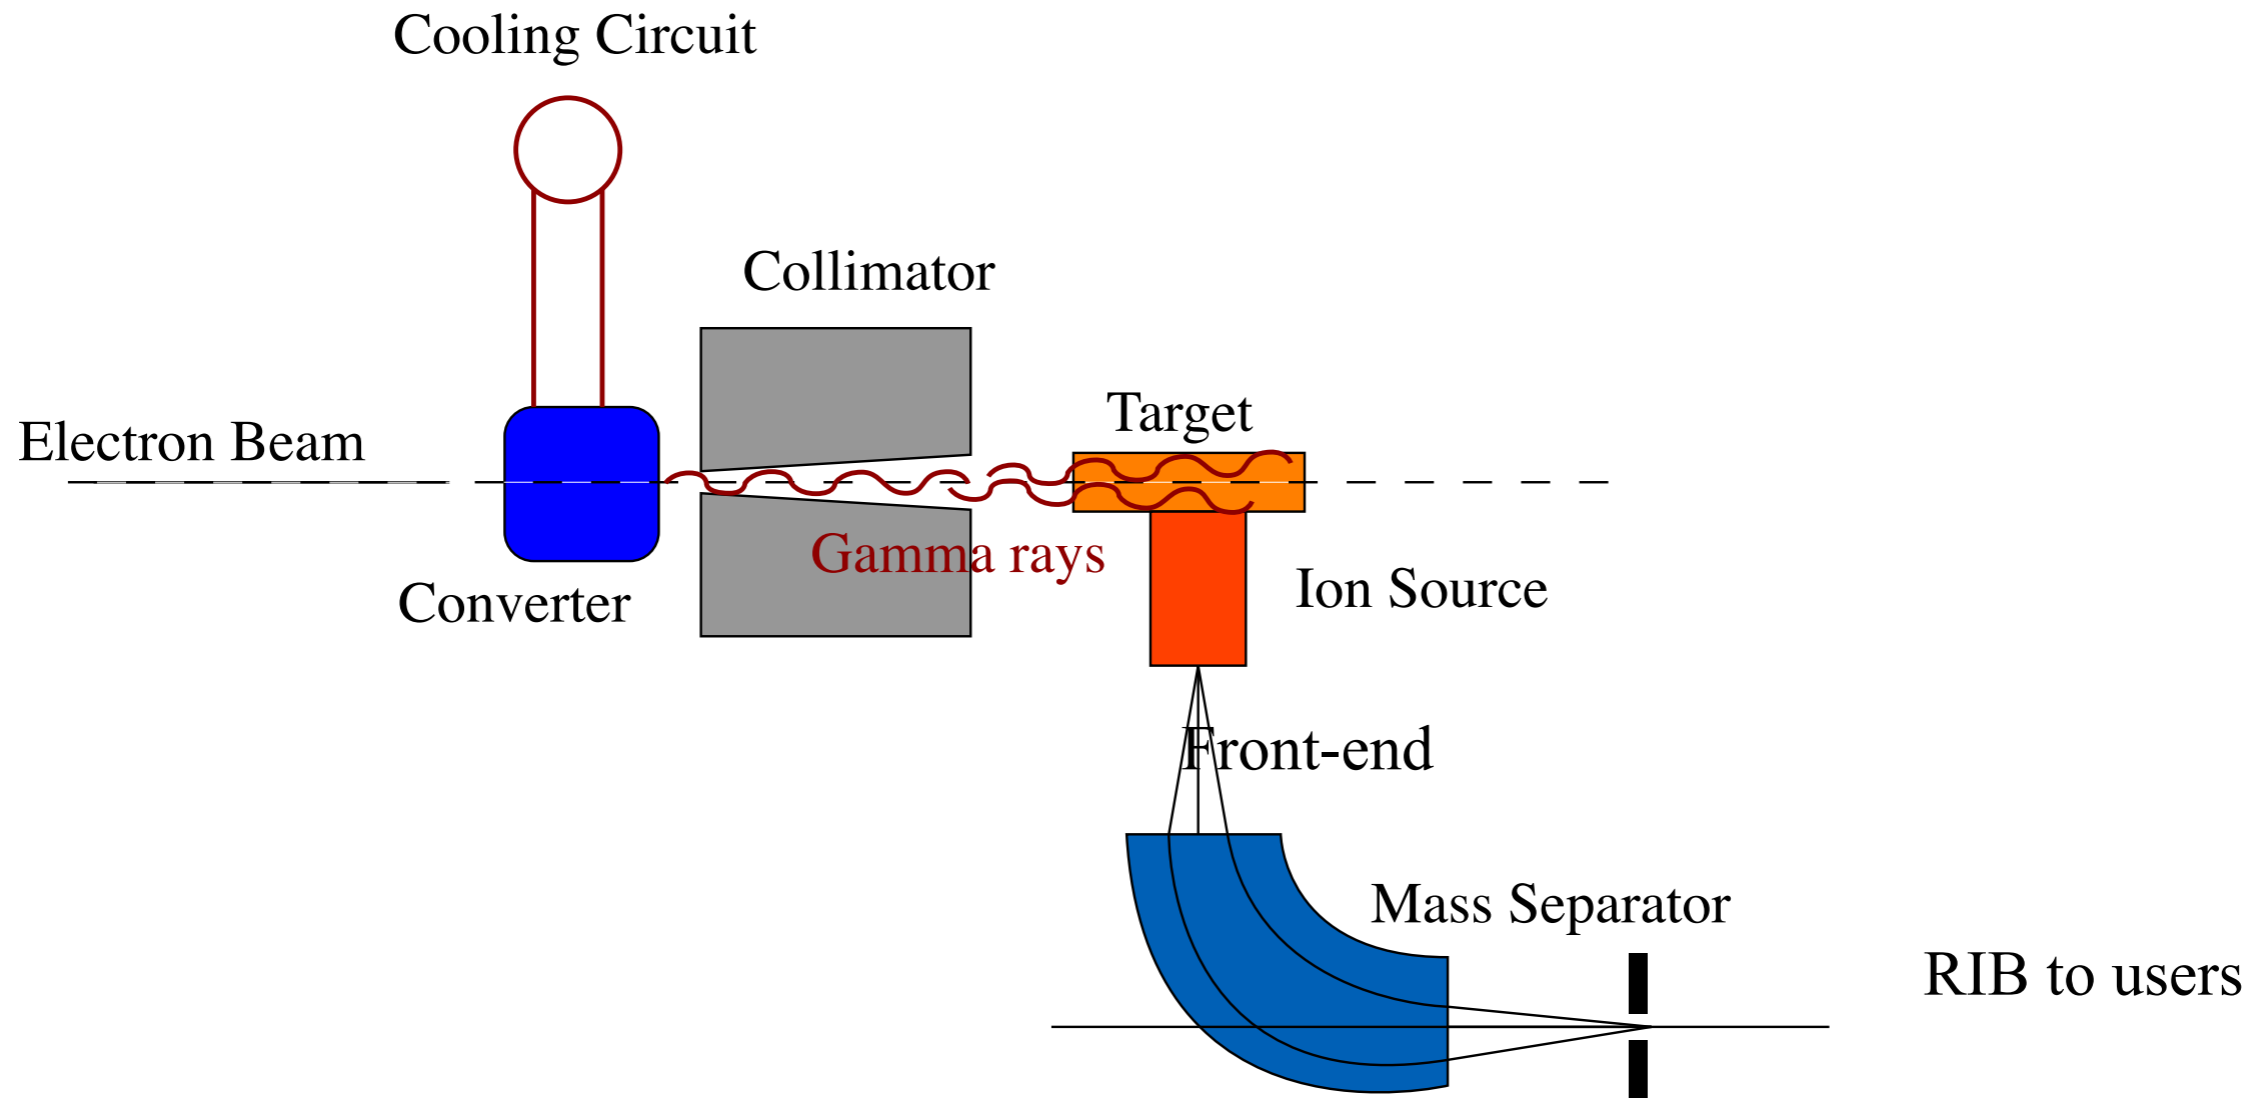 Cooling Circuit
Collimator
Target
Electron Beam
Gamma rays
Converter
Ion Source
Front-end
Mass Separator
RIB to users